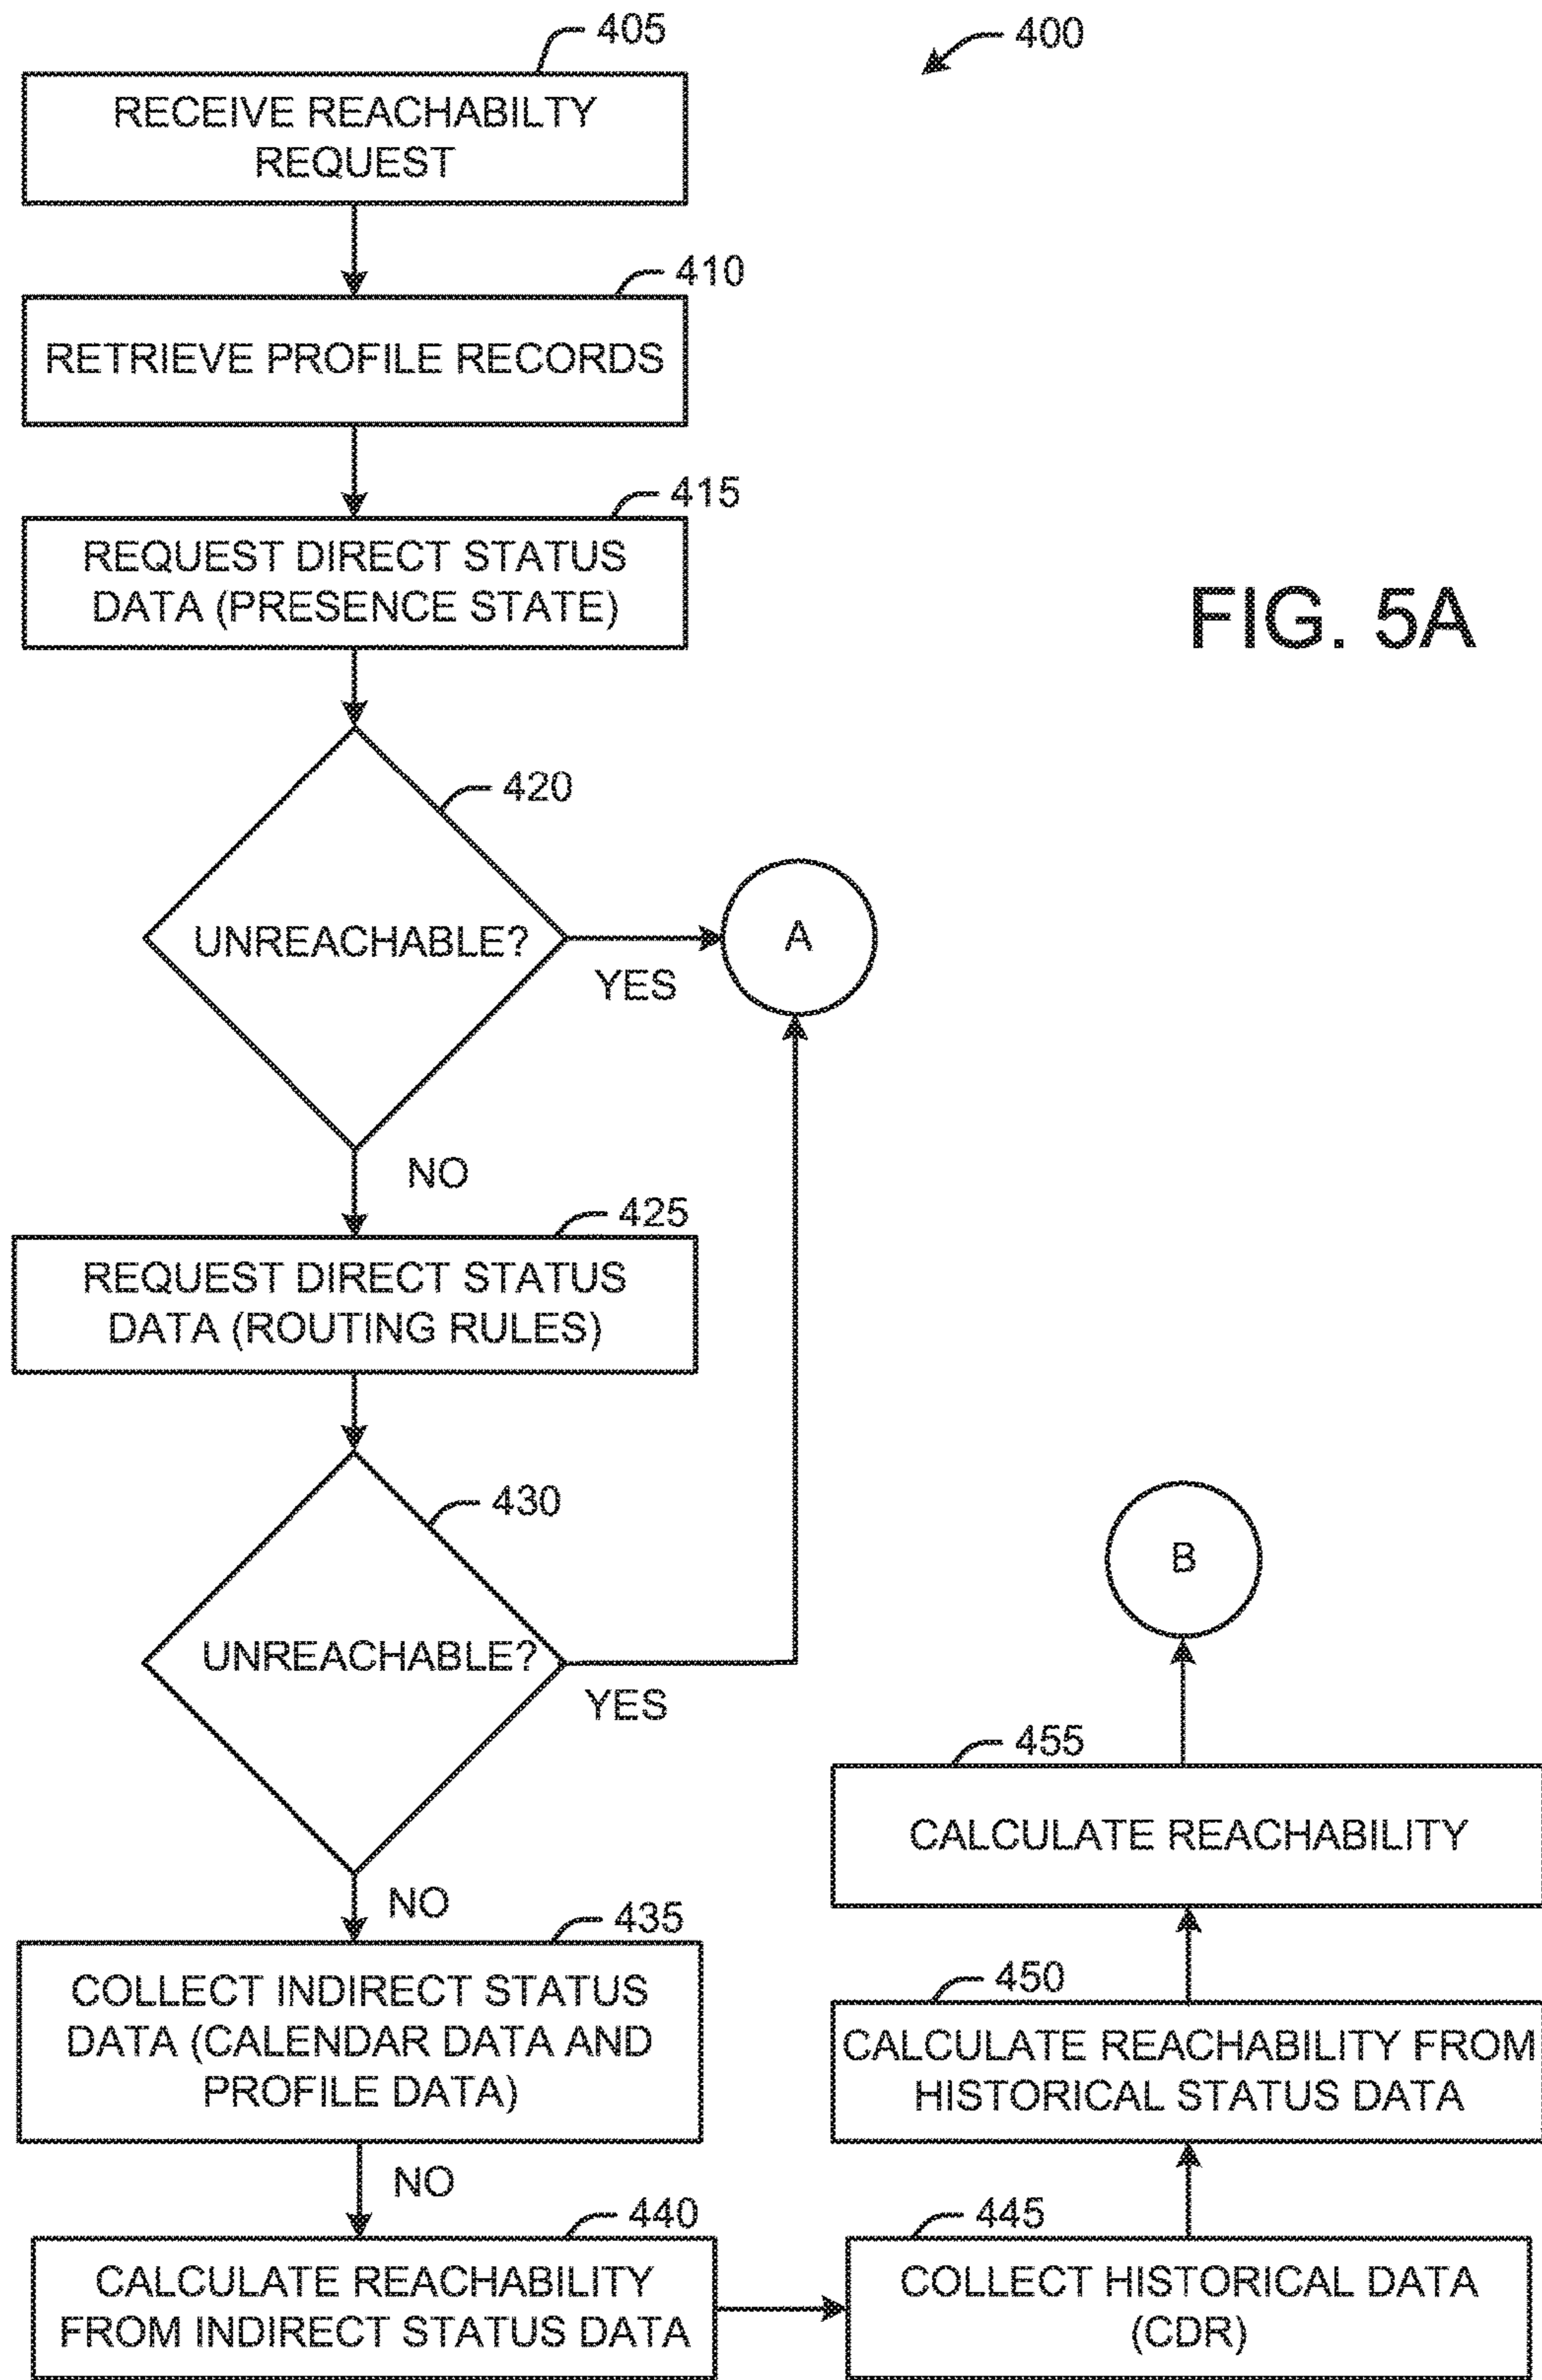 405
400
RECEIVE REACHABILTY
REQUEST
410
RETRIEVE PROFILE RECORDS
415
REQUEST DIRECT STATUS
DATA (PRESENCE STATE)
FIG. 5A
420
UNREACHABLE?
YES
A
NO
425
REQUEST DIRECT STATUS
DATA (ROUTING RULES)
430
UNREACHABLE?
YES
NO
435
COLLECT INDIRECT STATUS
DATA (CALENDAR DATA AND
PROFILE DATA)
NO
440
CALCULATE REACHABILITY
FROM INDIRECT STATUS DATA
445
COLLECT HISTORICAL DATA
(CDR)
450
CALCULATE REACHABILITY FROM
HISTORICAL STATUS DATA
455
CALCULATE REACHABILITY
B